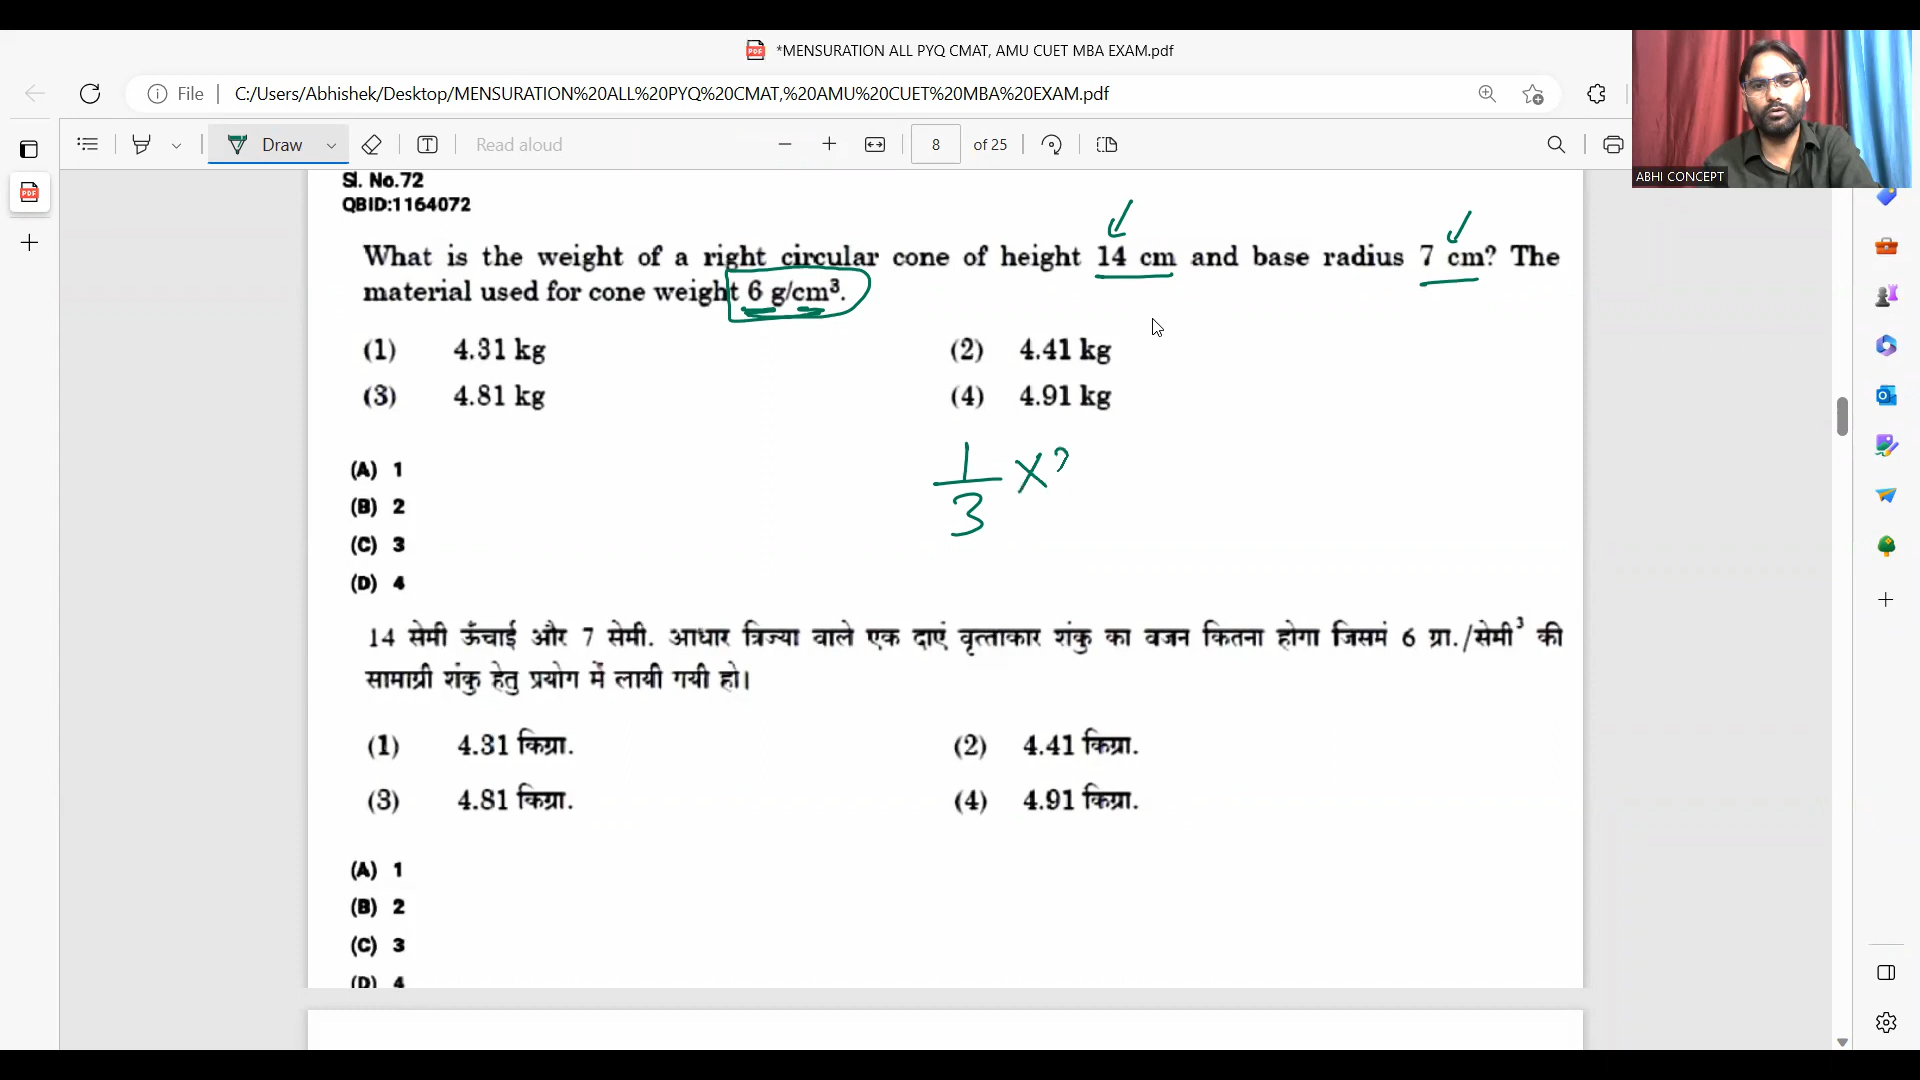 *MENSURATION ALL PYQ CMAT, AMU CUET MBA EXAM.pdf
File C:/Users/Abhishek/Desktop/MENSURATION%20ALL%20PYQ%20CMAT,%20AMU%20CUET%20MBA%20EXAM.pdf
Draw Read aloud 8 of 25
ABHI CONCEPT
Sl. No.72
QBID:1164072
What is the weight of a right circular cone of height 14 cm and base radius 7 cm? The
material used for cone weight 6 g/cm³.
(1) 4.31 kg (2) 4.41 kg
(3) 4.81 kg (4) 4.91 kg
1/3 ×
(A) 1
(B) 2
(C) 3
(D) 4
14 सेमी ऊँचाई और 7 सेमी. आधार त्रिज्या वाले एक दाएं वृत्ताकार शंकु का वजन कितना होगा जिसमं 6 ग्रा./सेमी³ की
सामाग्री शंकु हेतु प्रयोग में लायी गयी हो।
(1) 4.31 किग्रा. (2) 4.41 किग्रा.
(3) 4.81 किग्रा. (4) 4.91 किग्रा.
(A) 1
(B) 2
(C) 3
(D) 4